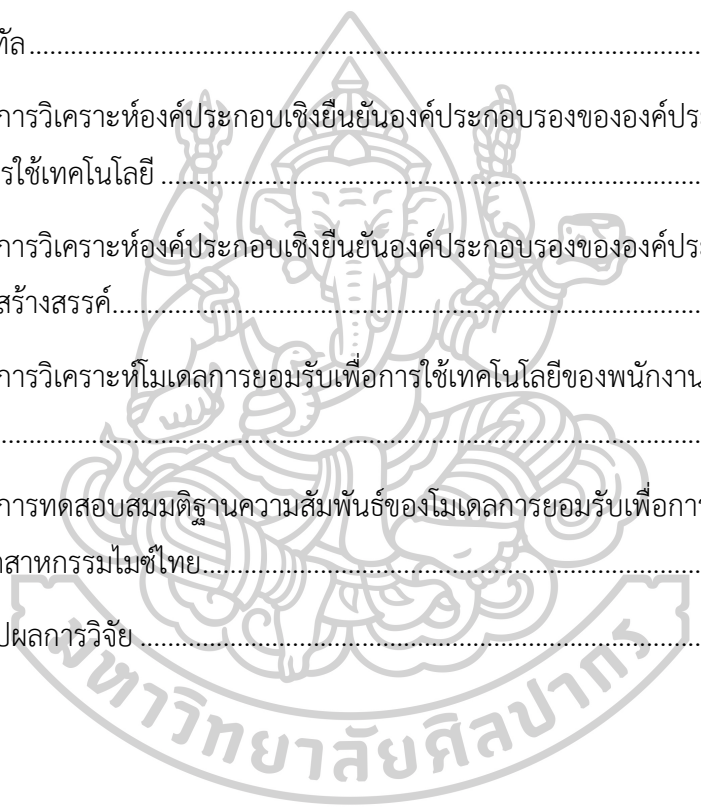 ทัล
การวิเคราะห์องค์ประกอบเชิงยืนยันองค์ประกอบรองขององค์ประ
รใช้เทคโนโลยี
การวิเคราะห์องค์ประกอบเชิงยืนยันองค์ประกอบรองขององค์ประ
สร้างสรรค์
การวิเคราะห์โมเดลการยอมรับเพื่อการใช้เทคโนโลยีของพนักงาน
การทดสอบสมมติฐานความสัมพันธ์ของโมเดลการยอมรับเพื่อการ
ตสาหกรรมไมซ์ไทย
ปผลการวิจัย
มหาวิทยาลัยศิลปากร